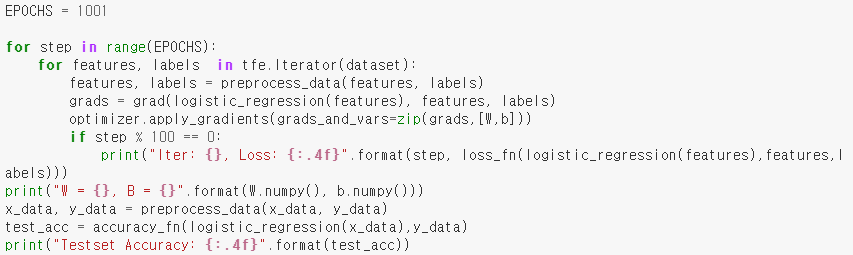 EPOCHS = 1001
for step in range(EPOCHS):
    for features, labels  in tfe.Iterator(dataset):
        features, labels = preprocess_data(features, labels)
        grads = grad(logistic_regression(features), features, labels)
        optimizer.apply_gradients(grads_and_vars=zip(grads,[W,b]))
        if step % 100 == 0:
            print("Iter: {}, Loss: {:.4f}".format(step, loss_fn(logistic_regression(features),features,l
abels)))
print("W = {}, B = {}".format(W.numpy(), b.numpy()))
x_data, y_data = preprocess_data(x_data, y_data)
test_acc = accuracy_fn(logistic_regression(x_data),y_data)
print("Testset Accuracy: {:.4f}".format(test_acc))